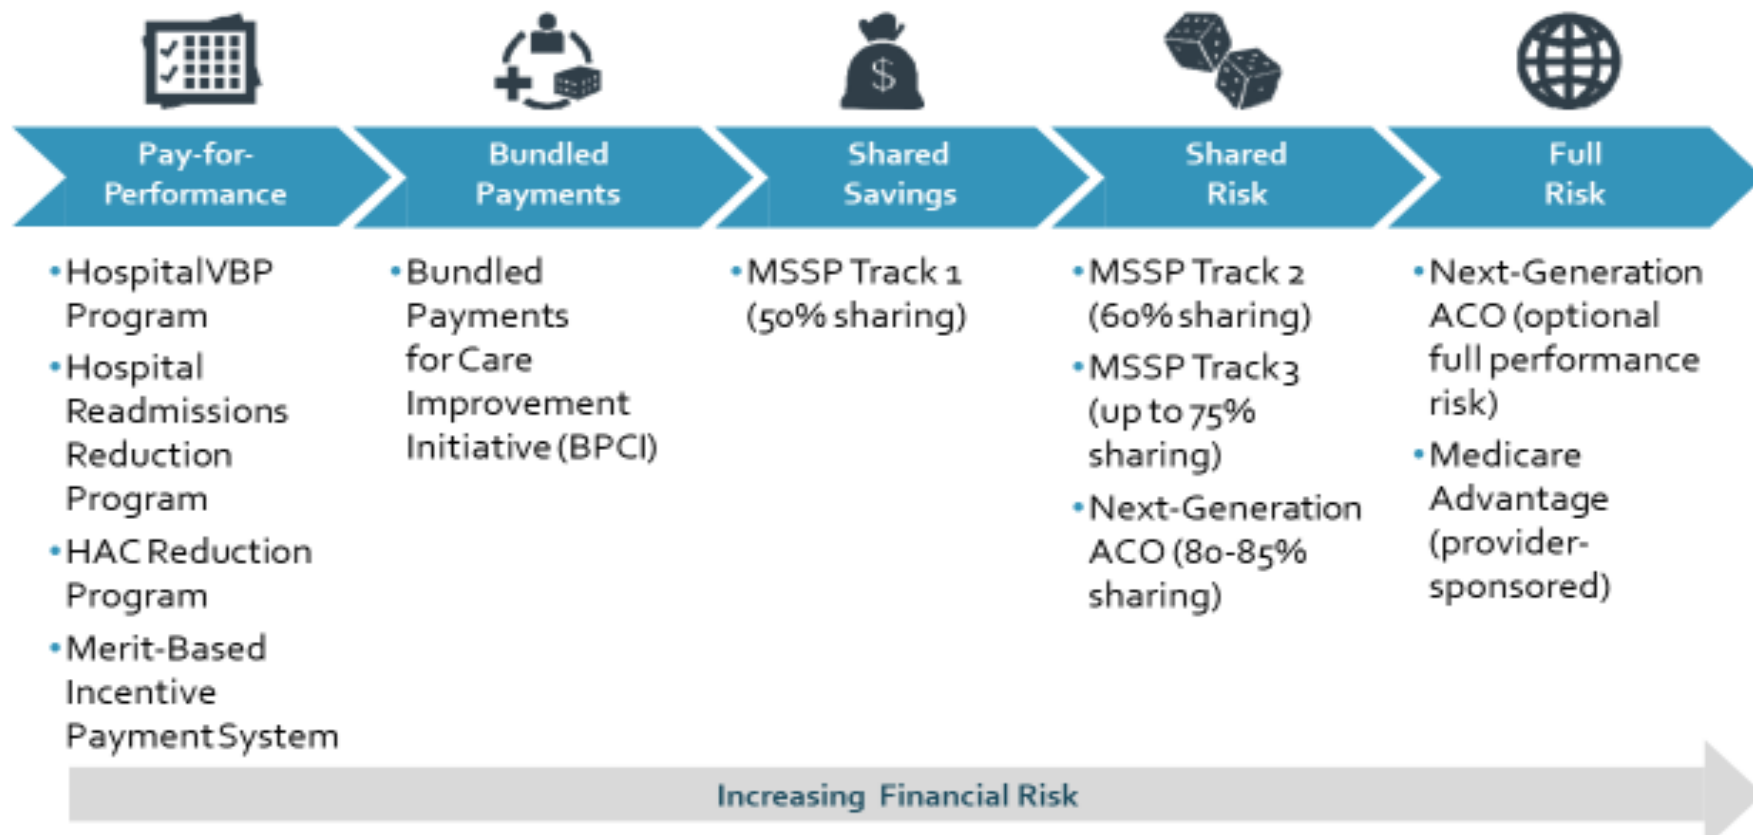 Pay-for-
Performance
Bundled
Payments
Shared
Savings
Shared
Risk
Full
Risk
•Hospital VBP
Program
•Hospital
Readmissions
Reduction
Program
•HAC Reduction
Program
•Merit-Based
Incentive
Payment System
•Bundled
Payments
for Care
Improvement
Initiative (BPCI)
•MSSP Track 1
(50% sharing)
•MSSP Track 2
(60% sharing)
•MSSP Track 3
(up to 75%
sharing)
•Next-Generation
ACO (80-85%
sharing)
•Next-Generation
ACO (optional
full performance
risk)
•Medicare
Advantage
(provider-
sponsored)
Increasing Financial Risk
$